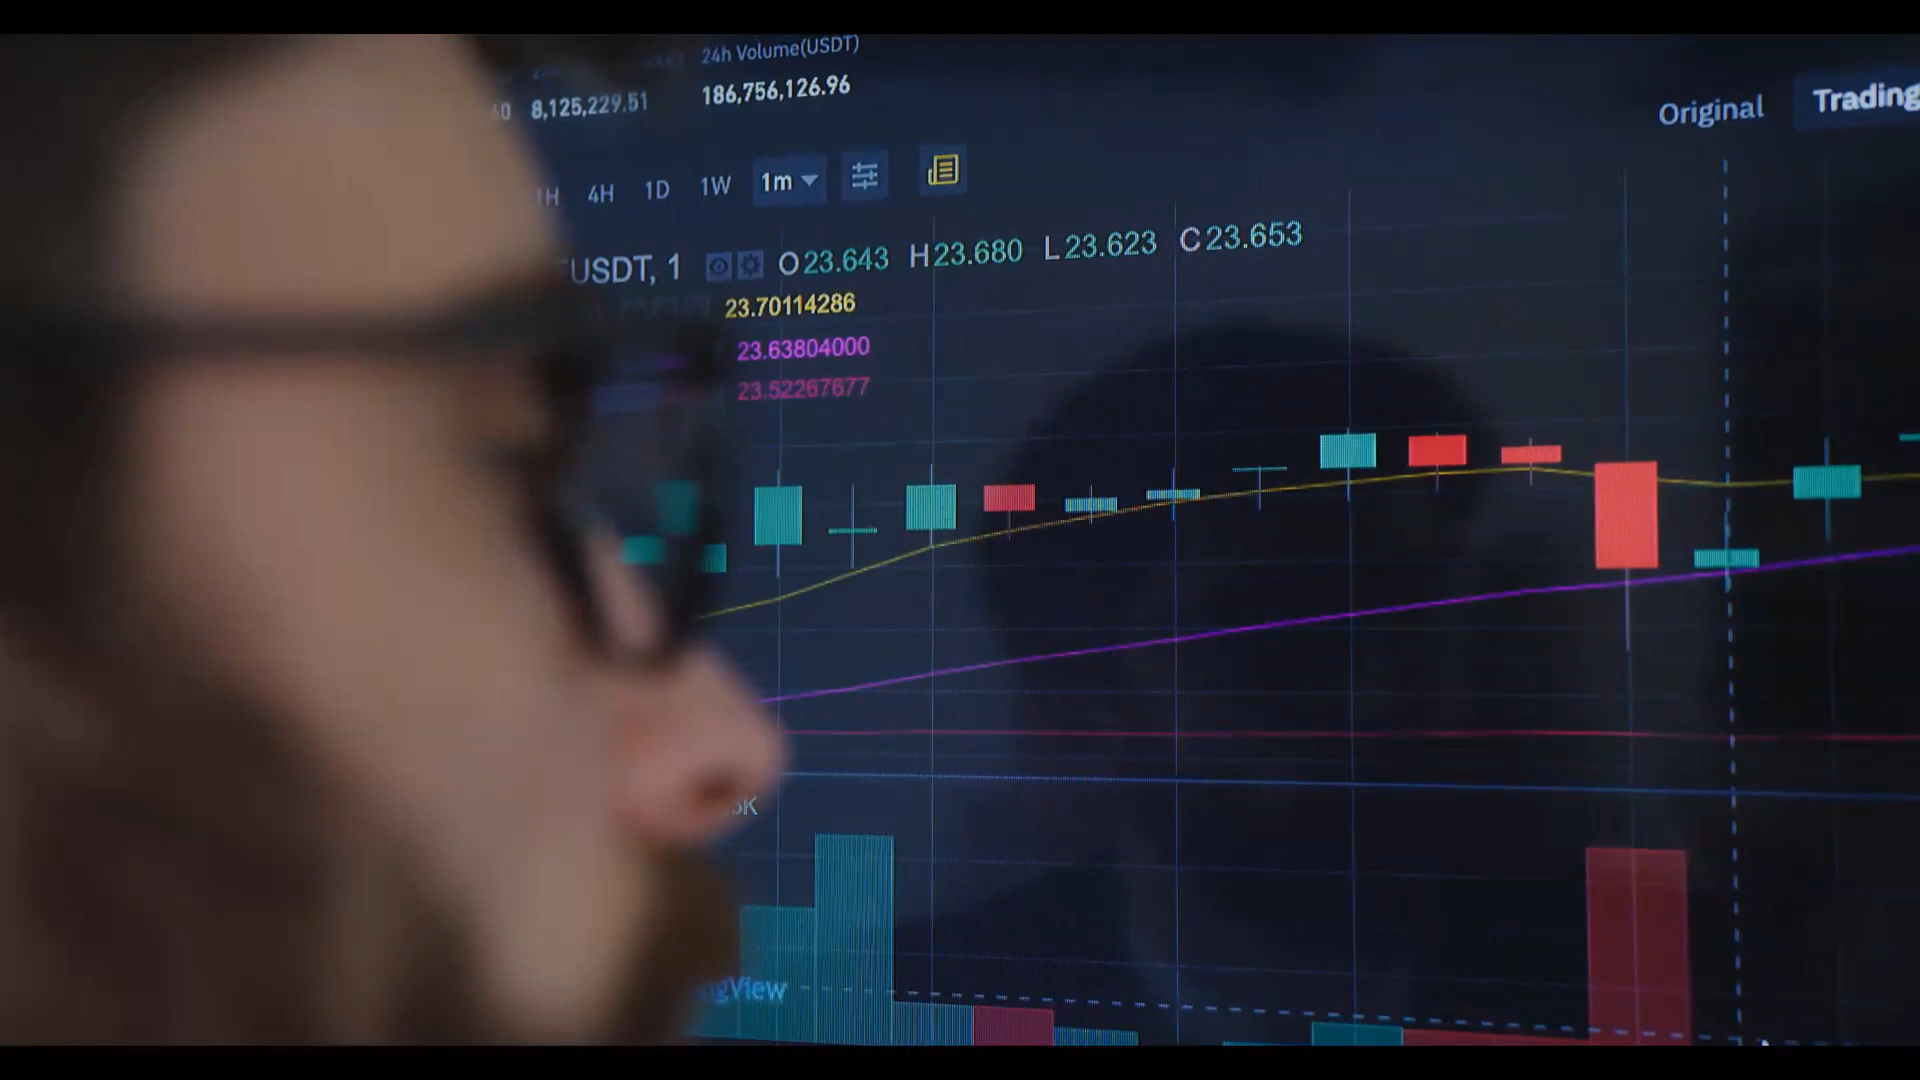 24h Volume(USDT)
8,125,229.51 186,756,126.96
Original Trading
1H 4H 1D 1W 1m
USDT, 1 O23.643 H23.680 L23.623 C23.653
23.70114286
23.63804000
23.52267677